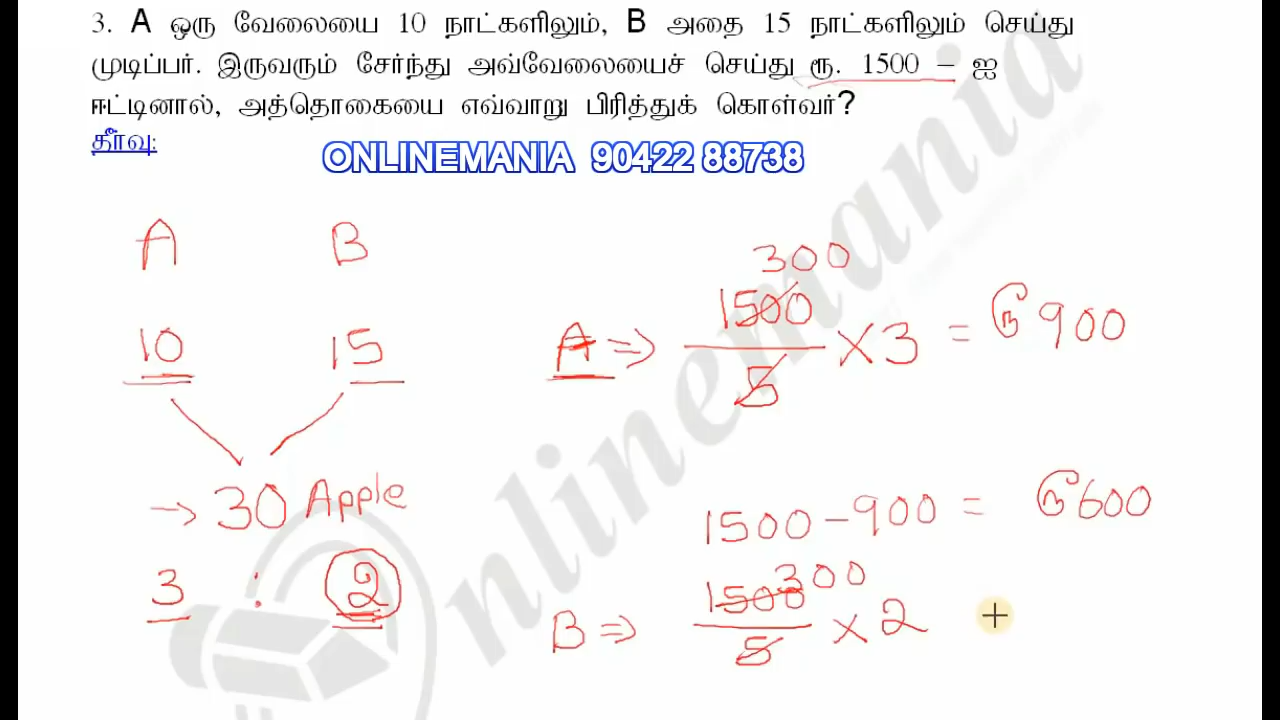 3. A ஒரு வேலையை 10 நாட்களிலும், B அதை 15 நாட்களிலும் செய்து
முடிப்பர். இருவரும் சேர்ந்து அவ்வேலையைச் செய்து ரூ. 1500 – ஐ
ஈட்டினால், அத்தொகையை எவ்வாறு பிரித்துக் கொள்வர்?
தீர்வு:
ONLINEMANIA 90422 88738
A B
300
10 15
A ⇒ 1500/5 × 3 = ரூ 900
→ 30 Apple
1500 – 900 = ரூ 600
3 : 2
300
B ⇒ 1500/5 × 2
nlinemania